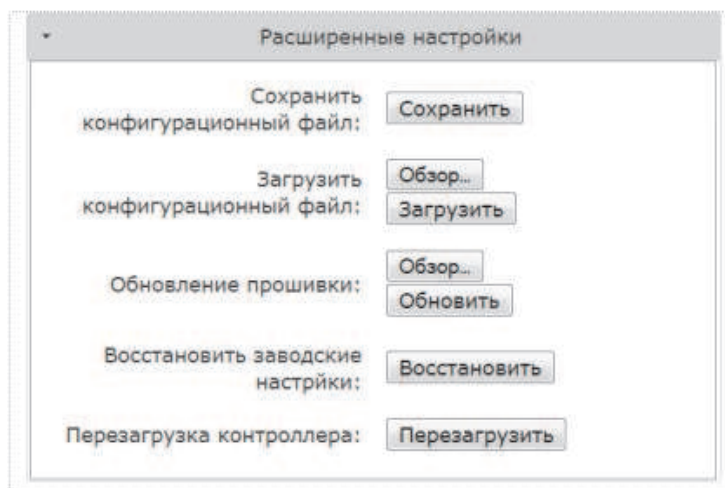 Расширенные настройки
Сохранить
конфигурационный файл:
Сохранить
Загрузить
конфигурационный файл:
Обзор...
Загрузить
Обновление прошивки:
Обзор...
Обновить
Восстановить заводские
настрйки:
Восстановить
Перезагрузка контроллера:
Перезагрузить